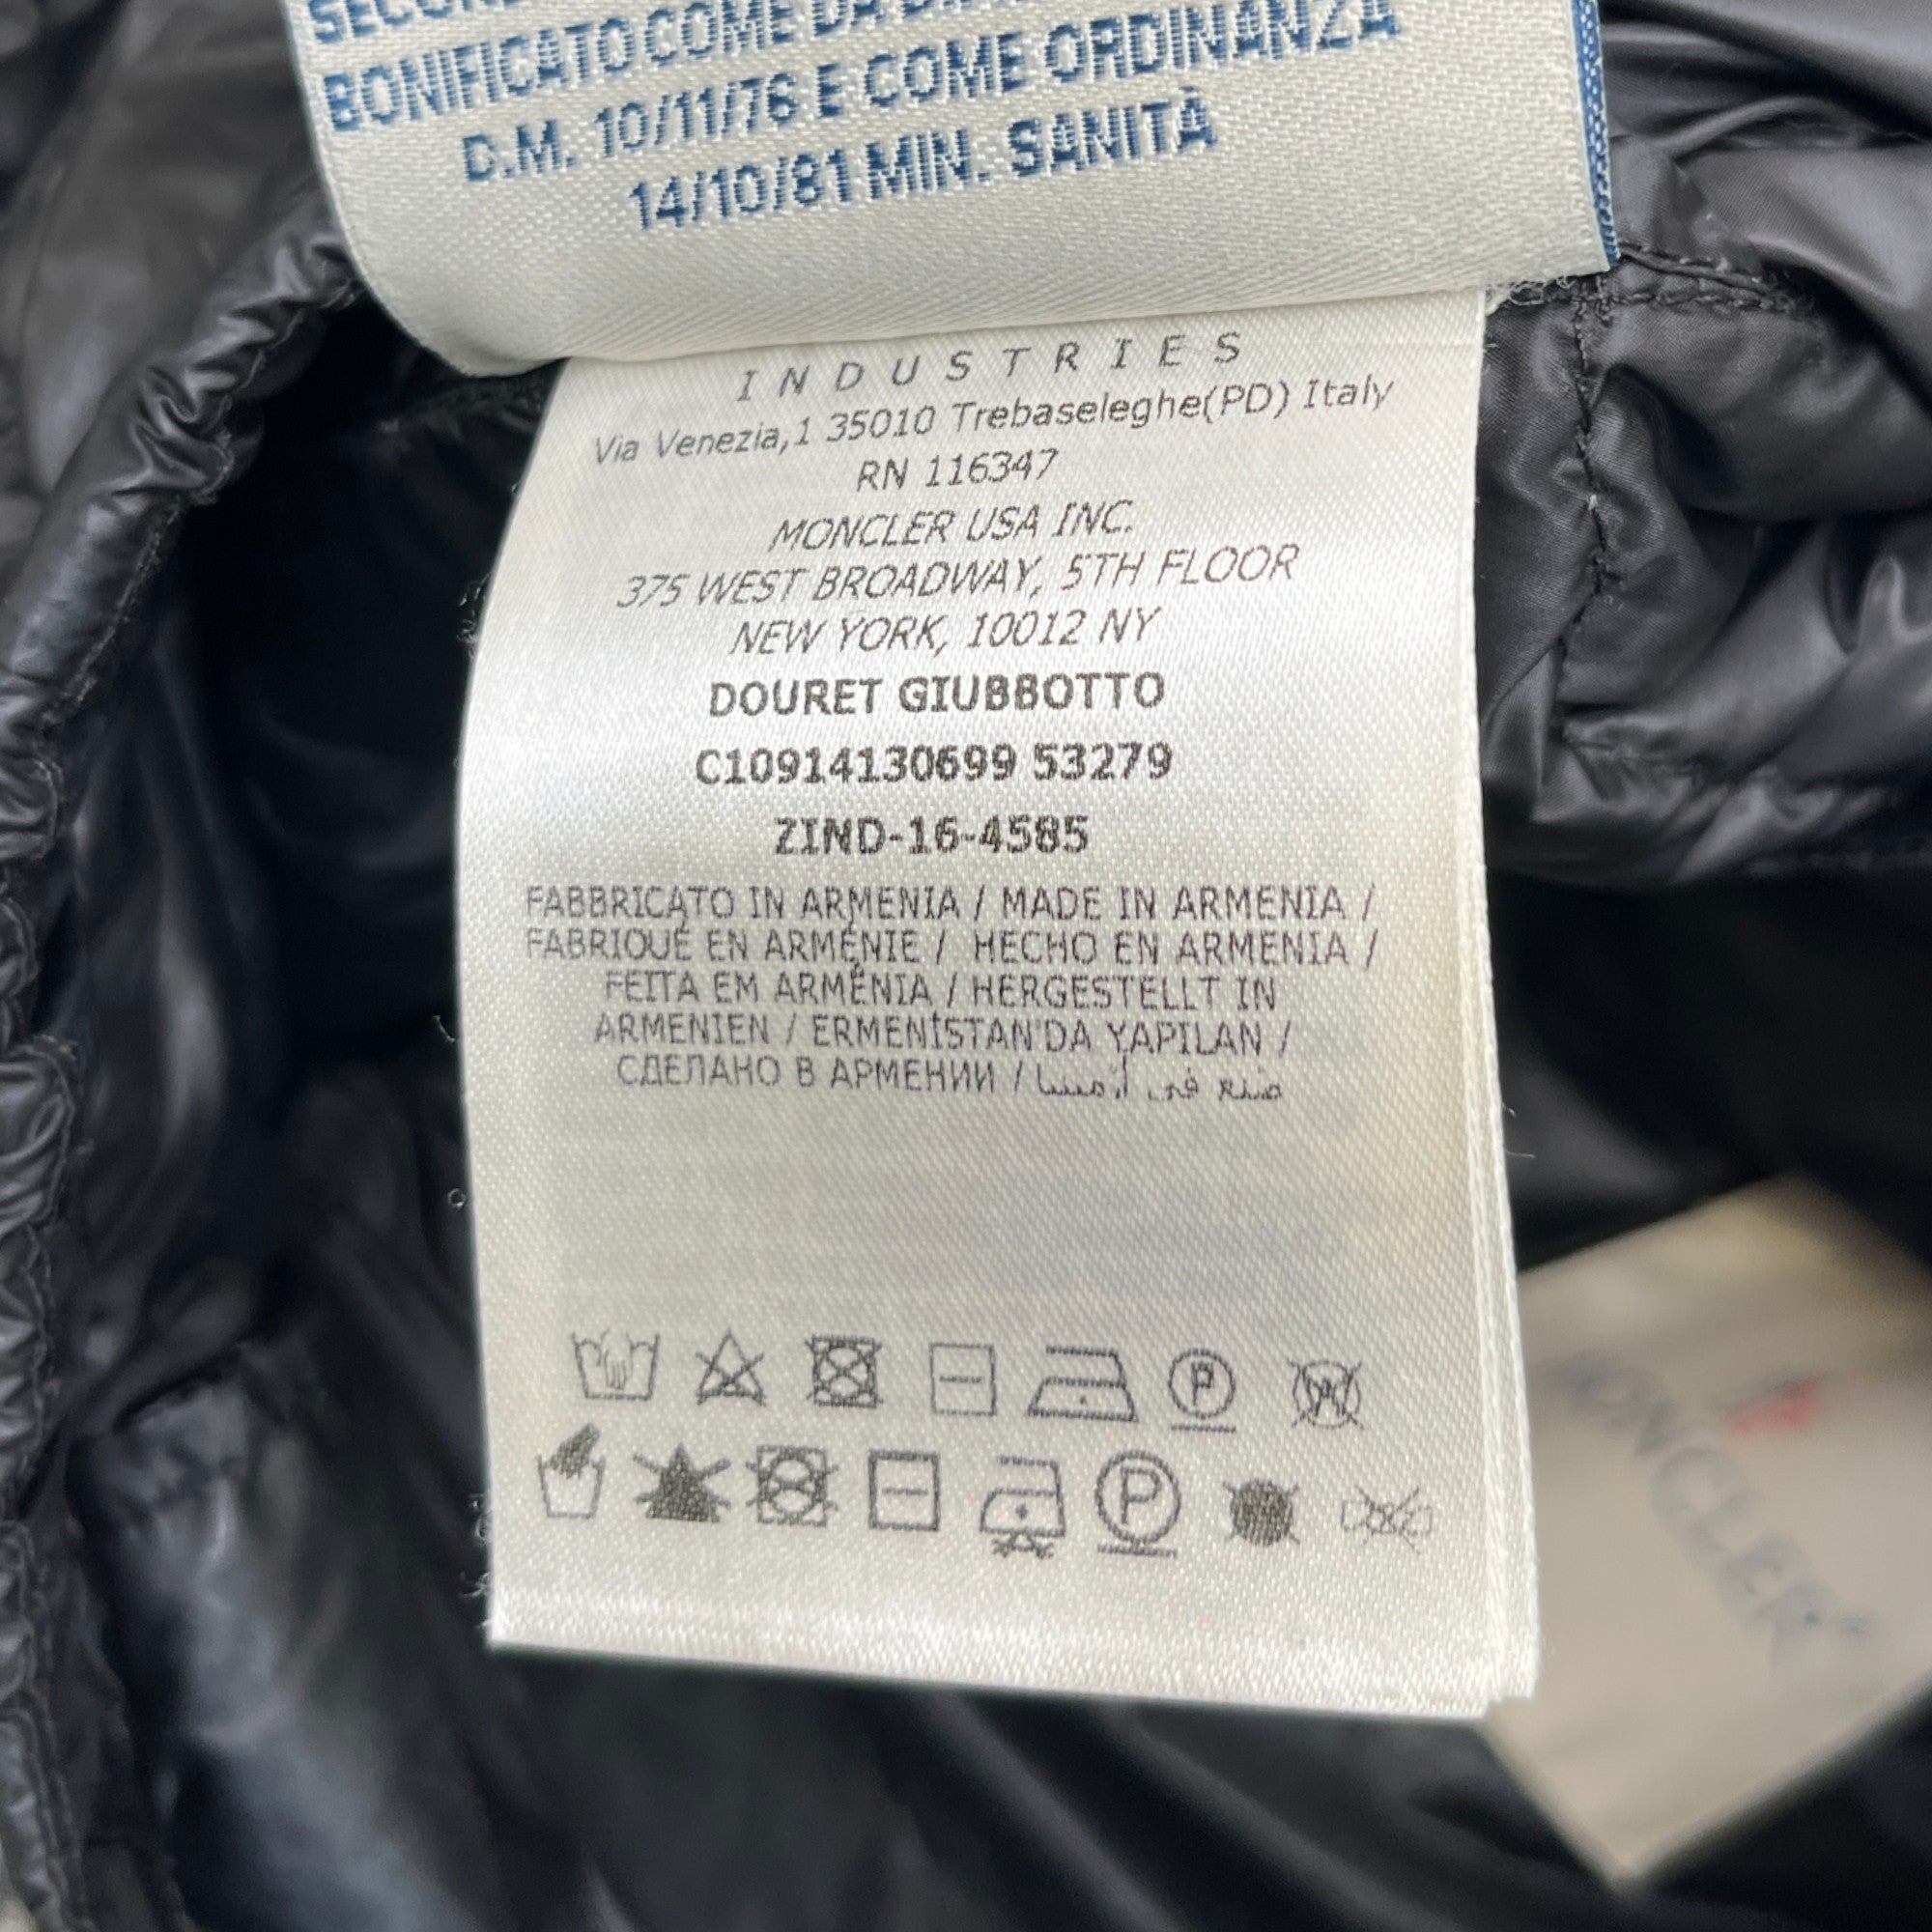 BONIFICATO COME DA
D.M. 10/11/76 E COME ORDINANZA
14/10/81 MIN. SANITÀ
INDUSTRIES
Via Venezia,1 35010 Trebaseleghe(PD) Italy
RN 116347
MONCLER USA INC.
375 WEST BROADWAY, 5TH FLOOR
NEW YORK, 10012 NY
DOURET GIUBBOTTO
C10914130699 53279
ZIND-16-4585
FABBRICATO IN ARMENIA / MADE IN ARMENIA /
FABRIQUÉ EN ARMÉNIE / HECHO EN ARMENIA /
FEITA EM ARMÊNIA / HERGESTELLT IN
ARMENIEN / ERMENİSTAN'DA YAPILAN /
СДЕЛАНО В АРМЕНИИ / صنع في أرمينيا
P W
P
MONCLER